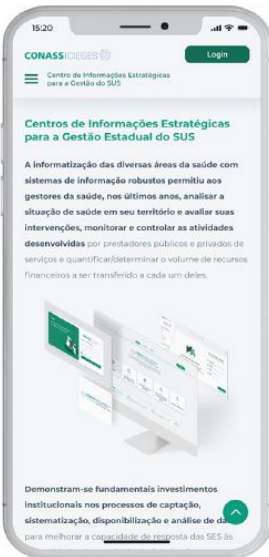 15:20
CONASS|CIEGES
Login
Centro de Informações Estratégicas
para a Gestão do SUS
Centros de Informações Estratégicas
para a Gestão Estadual do SUS
A informatização das diversas áreas da saúde com
sistemas de informação robustos permitiu aos
gestores da saúde, nos últimos anos, analisar a
situação de saúde em seu território e avaliar suas
intervenções, monitorar e controlar as atividades
desenvolvidas por prestadores públicos e privados de
serviços e quantificar/determinar o volume de recursos
financeiros a ser transferido a cada um deles.
Demonstram-se fundamentais investimentos
institucionais nos processos de captação,
sistematização, disponibilização e análise de
para melhorar a capacidade de resposta das SES às